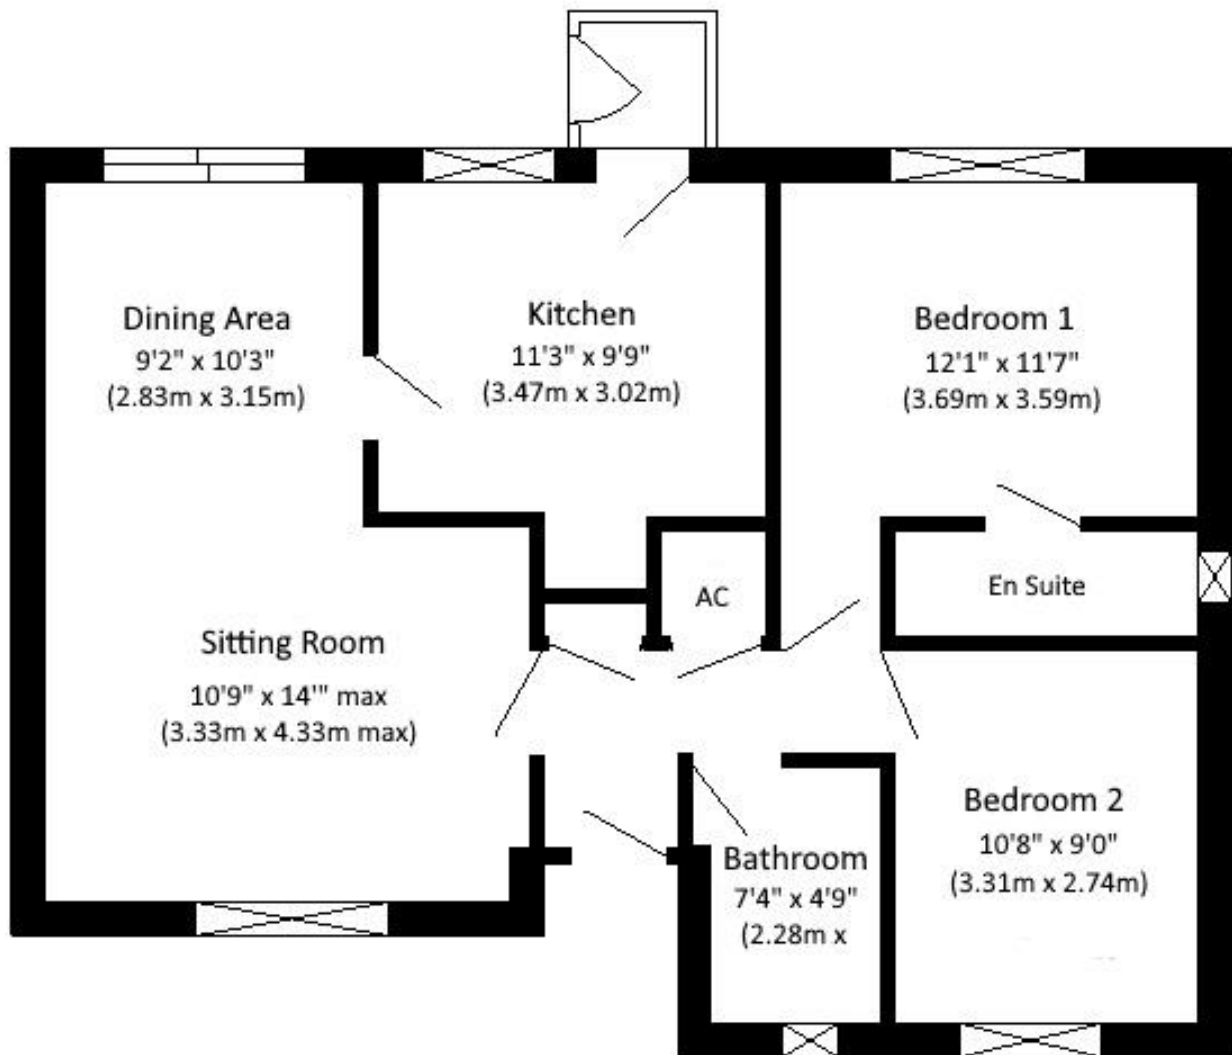 Dining Area
9'2" x 10'3"
(2.83m x 3.15m)
Kitchen
11'3" x 9'9"
(3.47m x 3.02m)
Bedroom 1
12'1" x 11'7"
(3.69m x 3.59m)
En Suite
AC
Sitting Room
10'9" x 14'" max
(3.33m x 4.33m max)
Bathroom
7'4" x 4'9"
(2.28m x
Bedroom 2
10'8" x 9'0"
(3.31m x 2.74m)